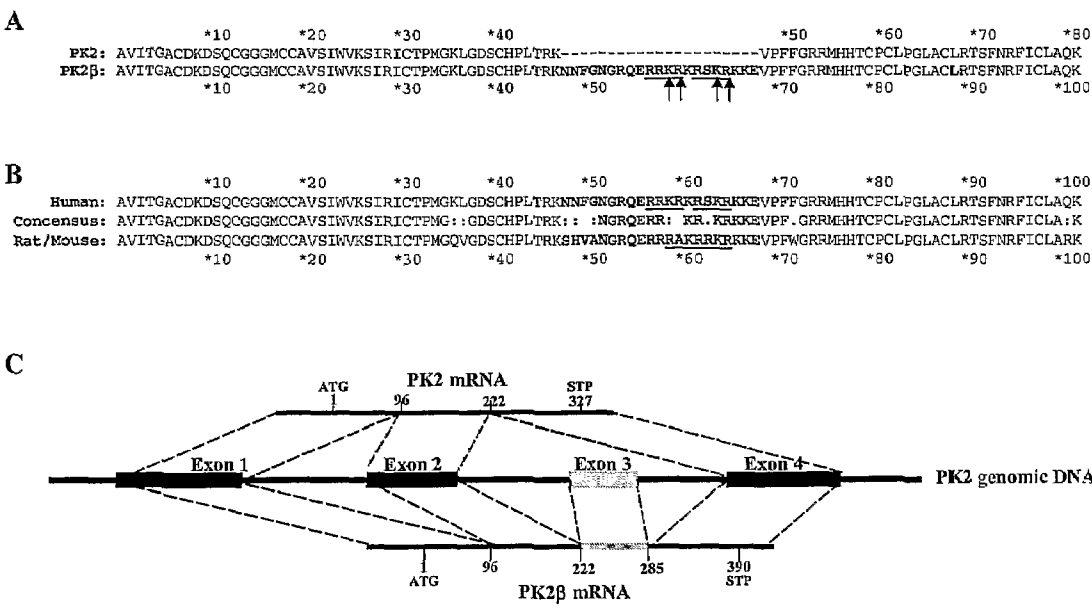 A
*10 *20 *30 *40 *50 *60 *70 *80
PK2: AVITGACDKDSQCGGGMCCAVSIWVKSIRICTPMGKLGDSCHPLTRK---------------------VPFFGRRMHHTCPCLPGLACLRTSFNRFICLAQK
PK2β: AVITGACDKDSQCGGGMCCAVSIWVKSIRICTPMGKLGDSCHPLTRKNNFGNGRQERRKRKRSKRKKEVPFFGRRMHHTCPCLPGLACLRTSFNRFICLAQK
*10 *20 *30 *40 *50 *60 *70 *80 *90 *100
B
*10 *20 *30 *40 *50 *60 *70 *80 *90 *100
Human: AVITGACDKDSQCGGGMCCAVSIWVKSIRICTPMGKLGDSCHPLTRKNNFGNGRQERRKRKRSKRKKEVPFFGRRMHHTCPCLPGLACLRTSFNRFICLAQK
Concensus: AVITGACDKDSQCGGGMCCAVSIWVKSIRICTPMG::GDSCHPLTRK:: :NGRQERR: KR.KRKKEVPF.GRRMHHTCPCLPGLACLRTSFNRFICLA:K
Rat/Mouse: AVITGACDKDSQCGGGMCCAVSIWVKSIRICTPMGQVGDSCHPLTRKSHVANGRQERRRAKRRKRKKEVPFWGRRMHHTCPCLPGLACLRTSFNRFICLARK
*10 *20 *30 *40 *50 *60 *70 *80 *90 *100
C
PK2 mRNA
ATG STP
1 96 222 327
Exon 1 Exon 2 Exon 3 Exon 4
PK2 genomic DNA
1 96 222 285 390
ATG STP
PK2β mRNA